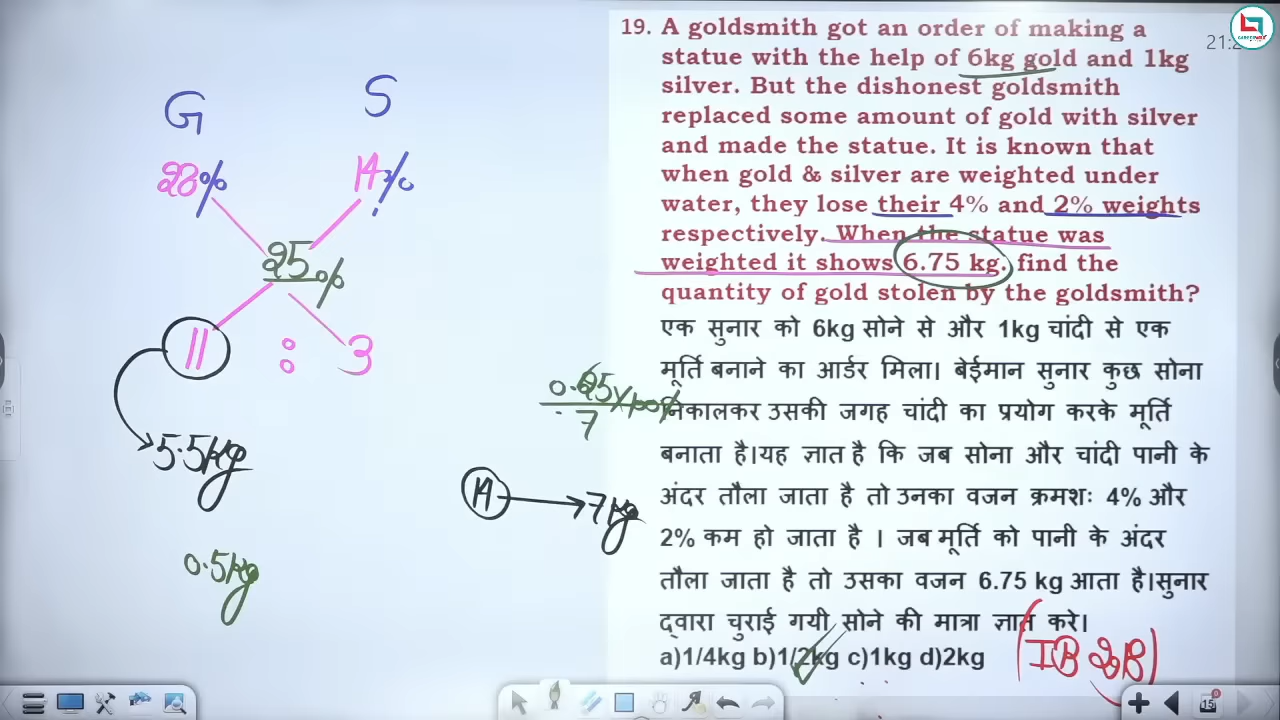 19. A goldsmith got an order of making a
statue with the help of 6kg gold and 1kg
silver. But the dishonest goldsmith
replaced some amount of gold with silver
and made the statue. It is known that
when gold & silver are weighted under
water, they lose their 4% and 2% weights
respectively. When the statue was
weighted it shows 6.75 kg. find the
quantity of gold stolen by the goldsmith?
एक सुनार को 6kg सोने से और 1kg चांदी से एक
मूर्ति बनाने का आर्डर मिला। बेईमान सुनार कुछ सोना
निकालकर उसकी जगह चांदी का प्रयोग करके मूर्ति
बनाता है।यह ज्ञात है कि जब सोना और चांदी पानी के
अंदर तौला जाता है तो उनका वजन क्रमशः 4% और
2% कम हो जाता है । जब मूर्ति को पानी के अंदर
तौला जाता है तो उसका वजन 6.75 kg आता है।सुनार
द्वारा चुराई गयी सोने की मात्रा ज्ञात करे।
a)1/4kg b)1/2kg c)1kg d)2kg
G S
28% 14%
25%
11 : 3
5.5kg
14 7kg
0.5kg
7
15